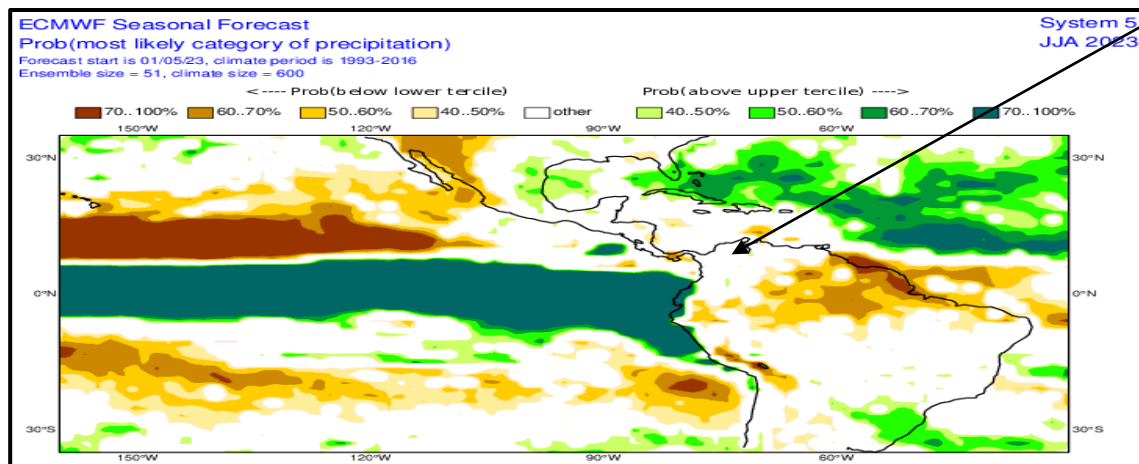 ECMWF Seasonal Forecast System 5
Prob(most likely category of precipitation) JJA 2023
Forecast start is 01/05/23, climate period is 1993-2016
Ensemble size = 51, climate size = 600
<---- Prob(below lower tercile) Prob(above upper tercile) ---->
70..100% 60..70% 50..60% 40..50% other 40..50% 50..60% 60..70% 70..100%
150°W 120°W 90°W 60°W
30°N 30°N
0°N 0°N
30°S 30°S
150°W 120°W 90°W 60°W